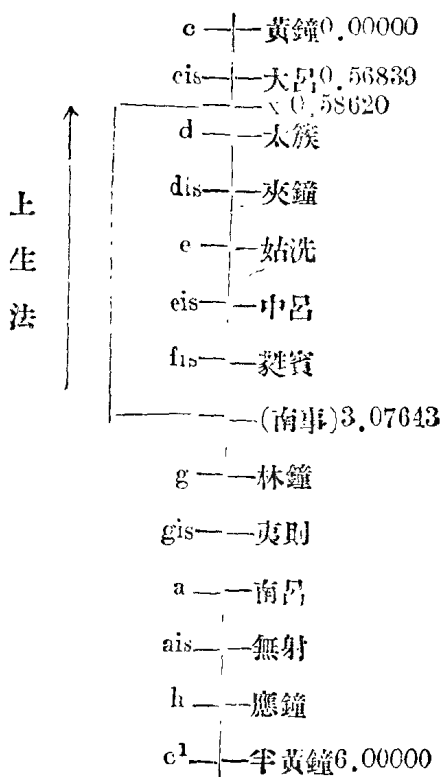 c 黃鐘0.00000
cis 大呂0.56839
x 0.58620
d 太簇
dis 夾鐘
e 姑洗
eis 中呂
fis 蕤賓
(南事)3.07643
g 林鐘
gis 夷則
a 南呂
ais 無射
h 應鐘
c¹ 半黃鐘6.00000
上生法